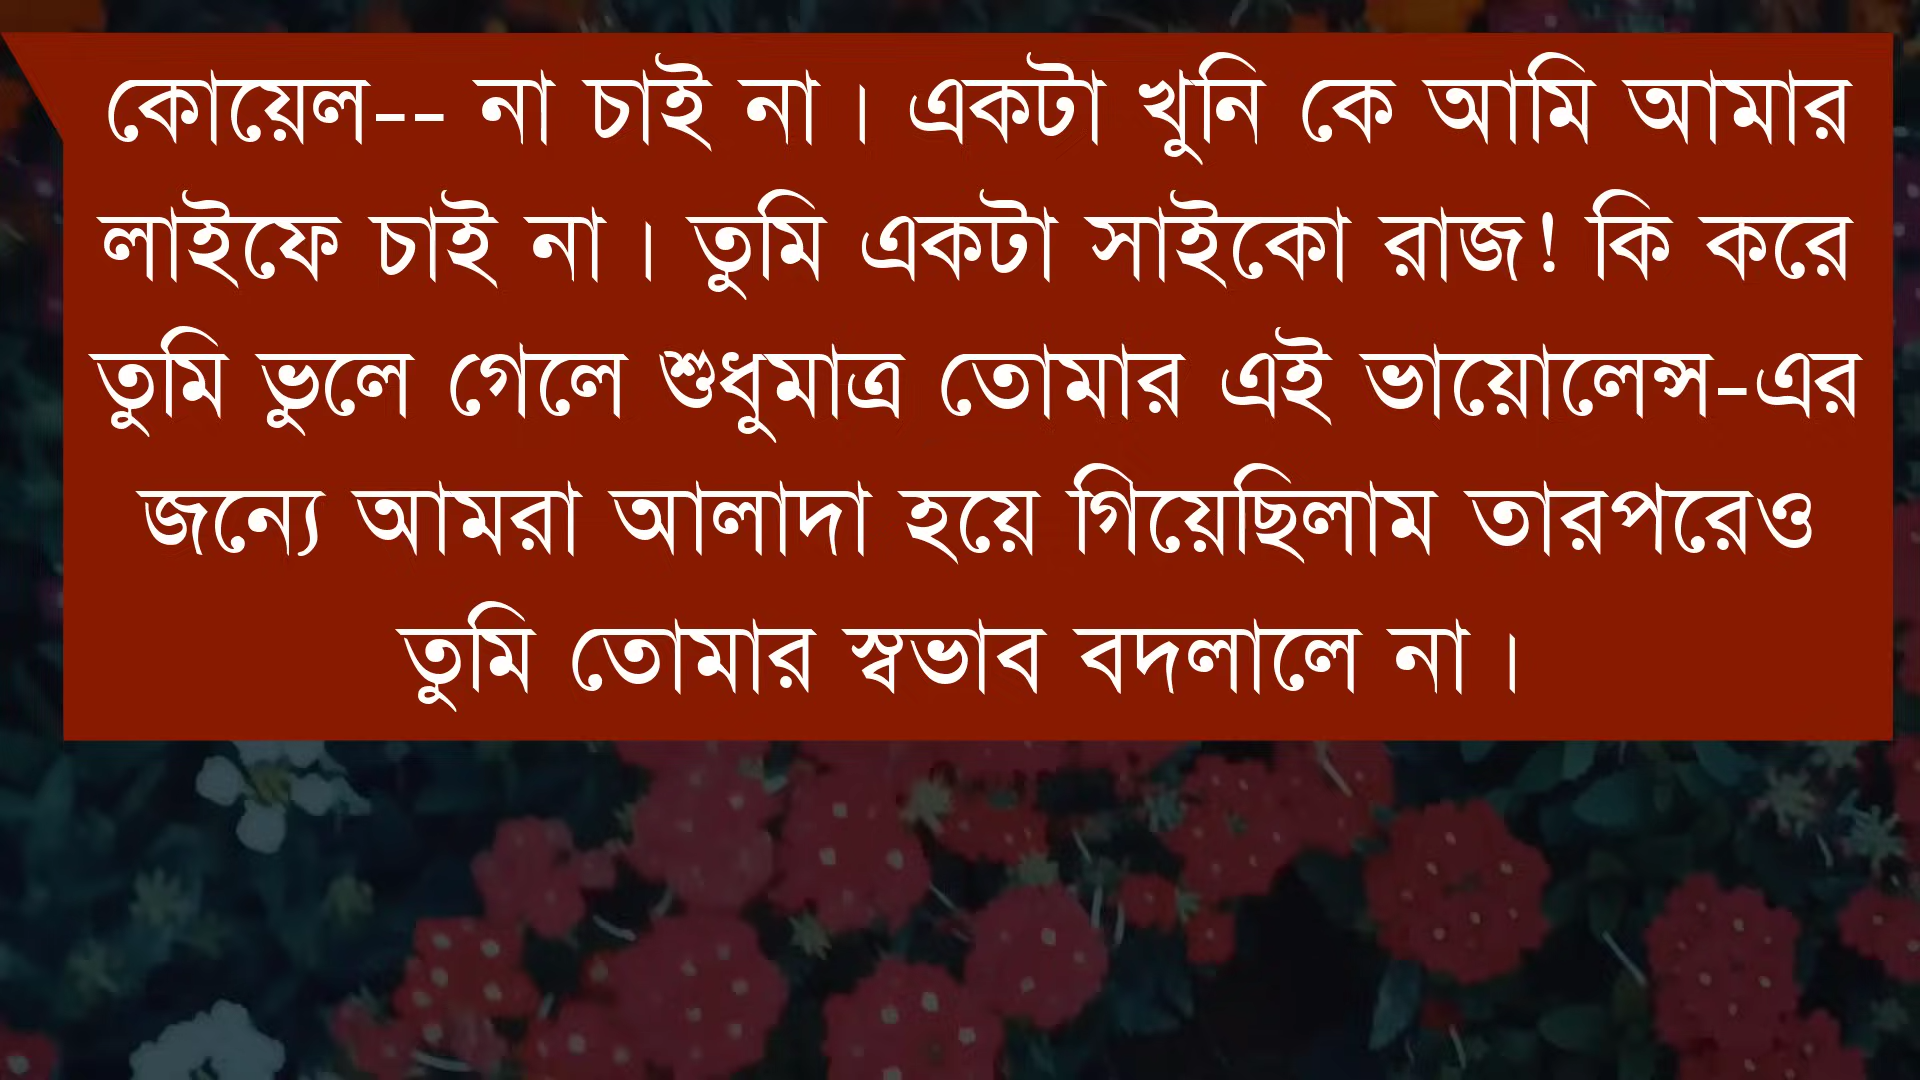 কোয়েল-- না চাই না । একটা খুনি কে আমি আমার
লাইফে চাই না । তুমি একটা সাইকো রাজ! কি করে
তুমি ভুলে গেলে শুধুমাত্র তোমার এই ভায়োলেন্স-এর
জন্যে আমরা আলাদা হয়ে গিয়েছিলাম তারপরেও
তুমি তোমার স্বভাব বদলালে না ।